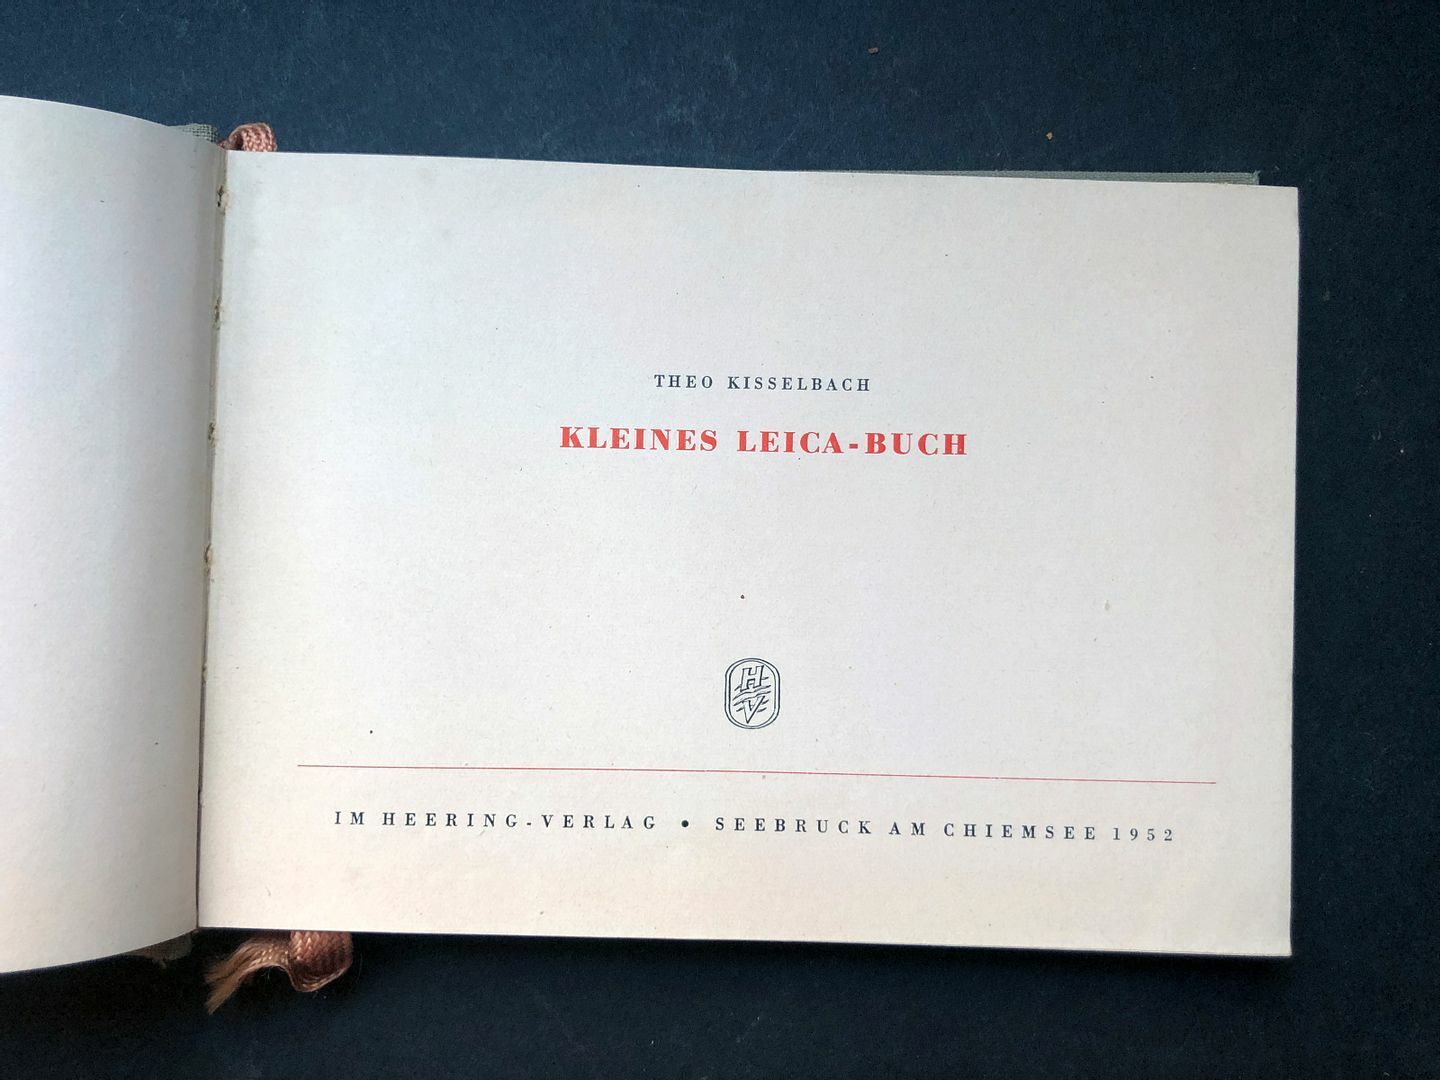 THEO KISSELBACH
KLEINES LEICA-BUCH
H
V
IM HEERING-VERLAG • SEEBRUCK AM CHIEMSEE 1952